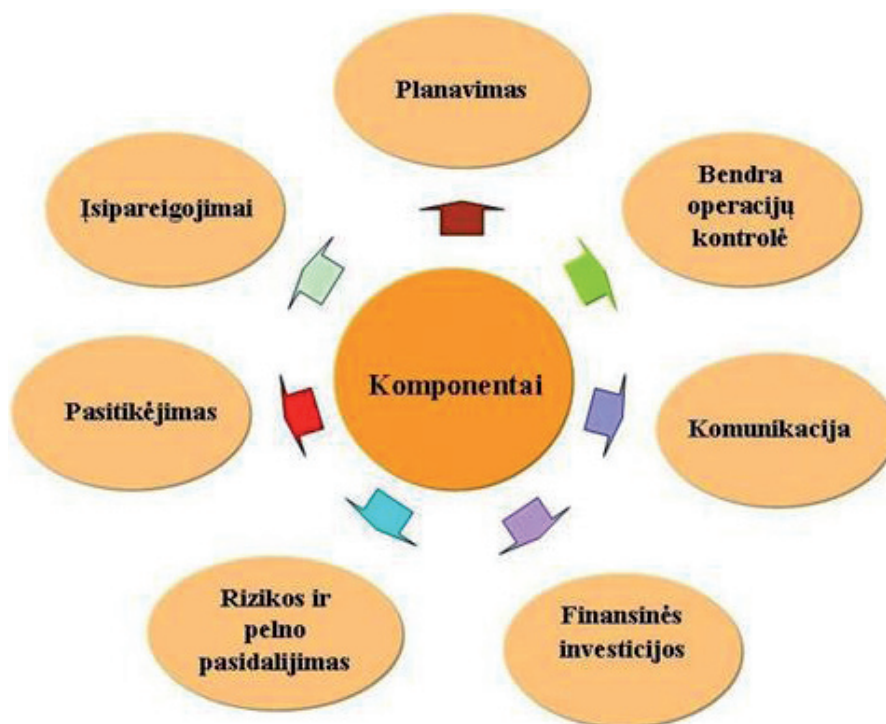 Planavimas
Bendra
operacijų
kontrolė
Įsipareigojimai
Komponentai
Pasitikėjimas
Komunikacija
Rizikos ir
pelno
pasidalijimas
Finansinės
investicijos